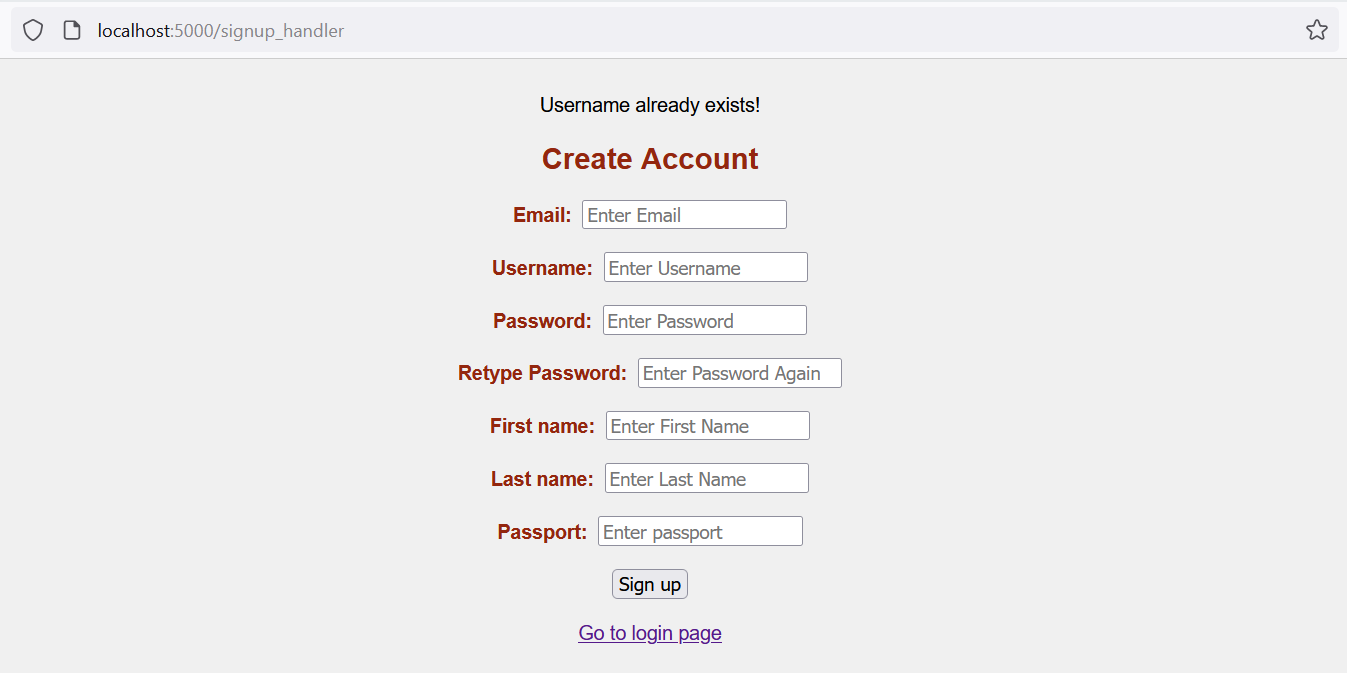 localhost:5000/signup_handler
Username already exists!
Create Account
Email: Enter Email
Username: Enter Username
Password: Enter Password
Retype Password: Enter Password Again
First name: Enter First Name
Last name: Enter Last Name
Passport: Enter passport
Sign up
Go to login page